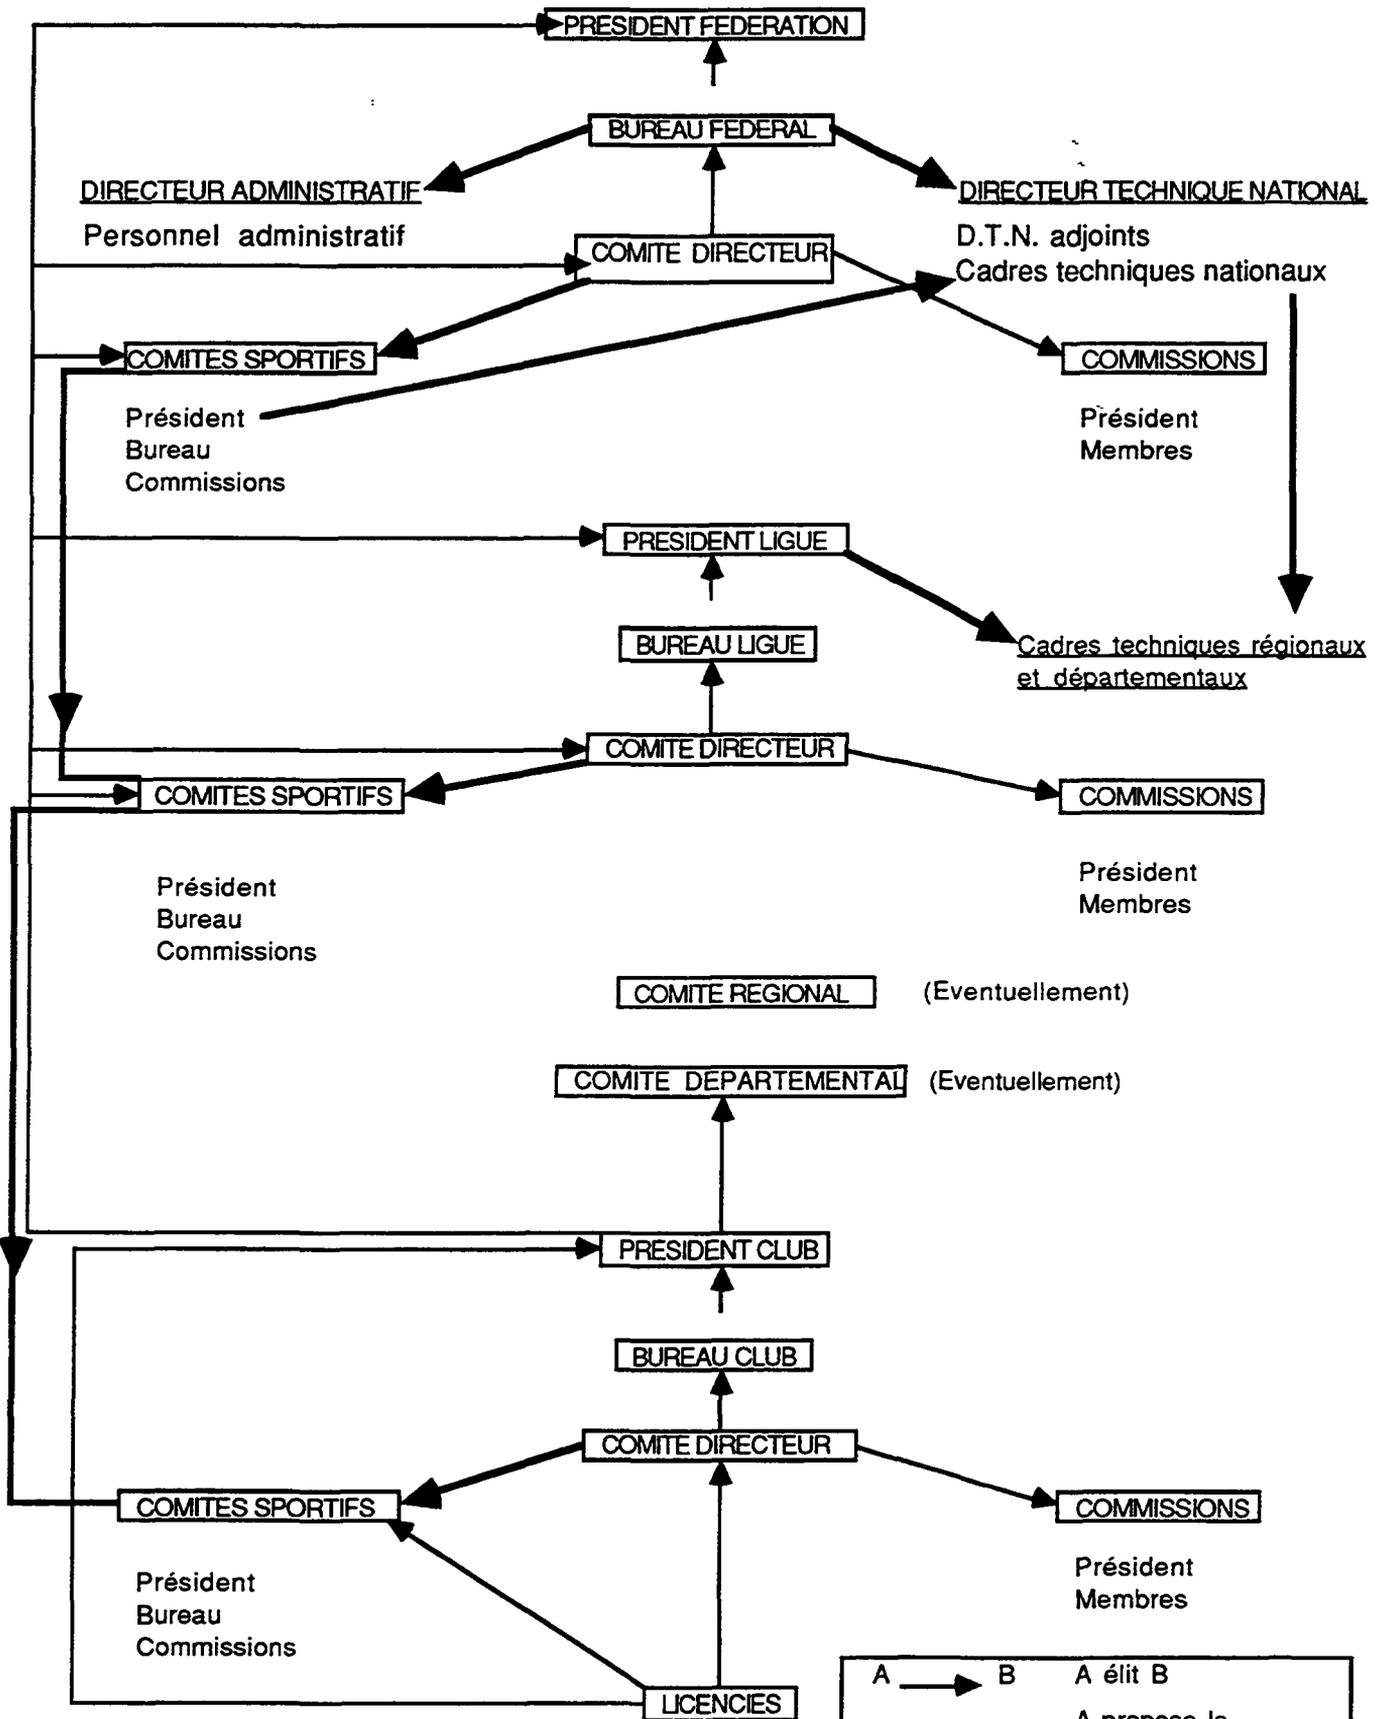 PRESIDENT FEDERATION
BUREAU FEDERAL
DIRECTEUR ADMINISTRATIF
DIRECTEUR TECHNIQUE NATIONAL
Personnel administratif
D.T.N. adjoints
COMITE DIRECTEUR
Cadres techniques nationaux
COMITES SPORTIFS
COMMISSIONS
Président
Bureau
Commissions
Président
Membres
PRESIDENT LIGUE
BUREAU LIGUE
Cadres techniques régionaux
et départementaux
COMITE DIRECTEUR
COMITES SPORTIFS
COMMISSIONS
Président
Bureau
Commissions
Président
Membres
COMITE REGIONAL (Eventuellement)
COMITE DEPARTEMENTAL (Eventuellement)
PRESIDENT CLUB
BUREAU CLUB
COMITE DIRECTEUR
COMITES SPORTIFS
COMMISSIONS
Président
Bureau
Commissions
Président
Membres
LICENCIES
A B A élit B
A propose la